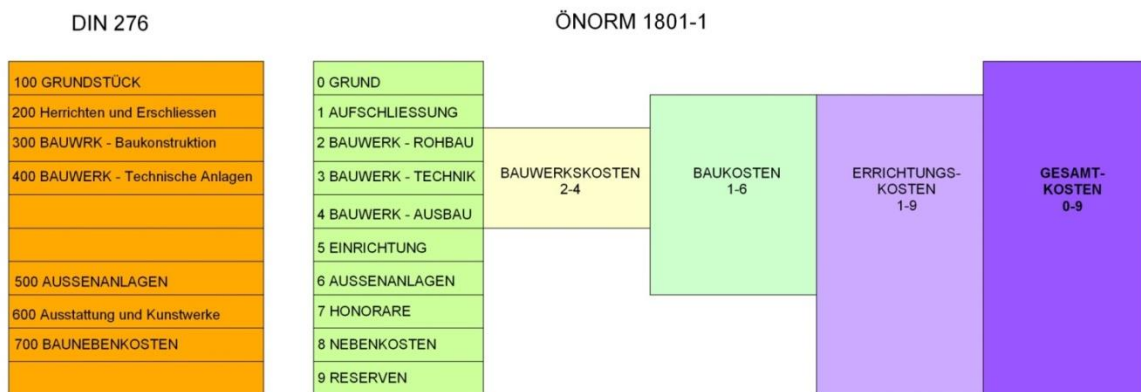 DIN 276
ÖNORM 1801-1
100 GRUNDSTÜCK
200 Herrichten und Erschliessen
300 BAUWRK - Baukonstruktion
400 BAUWERK - Technische Anlagen
500 AUSSENANLAGEN
600 Ausstattung und Kunstwerke
700 BAUNEBENKOSTEN
0 GRUND
1 AUFSCHLIESSUNG
2 BAUWERK - ROHBAU
3 BAUWERK - TECHNIK
4 BAUWERK - AUSBAU
5 EINRICHTUNG
6 AUSSENANLAGEN
7 HONORARE
8 NEBENKOSTEN
9 RESERVEN
BAUWERKSKOSTEN
2-4
BAUKOSTEN
1-6
ERRICHTUNGS-
KOSTEN
1-9
GESAMT-
KOSTEN
0-9